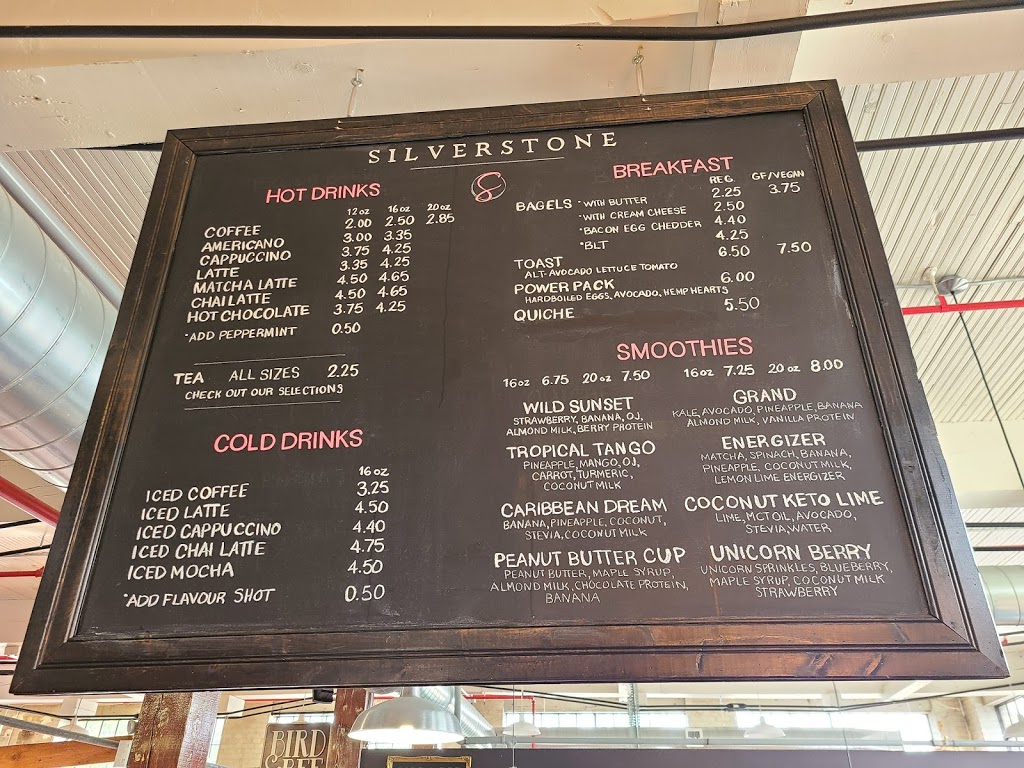 SILVERSTONE
S
HOT DRINKS
12oz 16oz 20oz
COFFEE 2.00 2.50 2.85
AMERICANO 3.00 3.35
CAPPUCCINO 3.75 4.25
LATTE 3.35 4.25
MATCHA LATTE 4.50 4.65
CHAI LATTE 4.50 4.65
HOT CHOCOLATE 3.75 4.25
*ADD PEPPERMINT 0.50
TEA ALL SIZES 2.25
CHECK OUT OUR SELECTIONS
COLD DRINKS
16oz
ICED COFFEE 3.25
ICED LATTE 4.50
ICED CAPPUCCINO 4.40
ICED CHAI LATTE 4.75
ICED MOCHA 4.50
*ADD FLAVOUR SHOT 0.50
BREAKFAST
REG GF/VEGAN
BAGELS *WITH BUTTER 2.25 3.75
*WITH CREAM CHEESE 2.50
*BACON EGG CHEDDER 4.40
*BLT 4.25
TOAST 6.50 7.50
ALT-AVOCADO LETTUCE TOMATO
POWER PACK 6.00
HARDBOILED EGGS, AVOCADO, HEMP HEARTS
QUICHE 5.50
SMOOTHIES
16oz 6.75 20oz 7.50
WILD SUNSET
STRAWBERRY, BANANA, OJ,
ALMOND MILK, BERRY PROTEIN
TROPICAL TANGO
PINEAPPLE, MANGO, OJ,
CARROT, TURMERIC,
COCONUT MILK
CARIBBEAN DREAM
BANANA, PINEAPPLE, COCONUT,
STEVIA, COCONUT MILK
PEANUT BUTTER CUP
PEANUT BUTTER, MAPLE SYRUP,
ALMOND MILK, CHOCOLATE PROTEIN,
BANANA
16oz 7.25 20oz 8.00
GRAND
KALE, AVOCADO, PINEAPPLE, BANANA
ALMOND MILK, VANILLA PROTEIN
ENERGIZER
MATCHA, SPINACH, BANANA,
PINEAPPLE, COCONUT MILK,
LEMON LIME ENERGIZER
COCONUT KETO LIME
LIME, MCT OIL, AVOCADO,
STEVIA, WATER
UNICORN BERRY
UNICORN SPRINKLES, BLUEBERRY,
MAPLE SYRUP, COCONUT MILK
STRAWBERRY
BIRD
& BEE